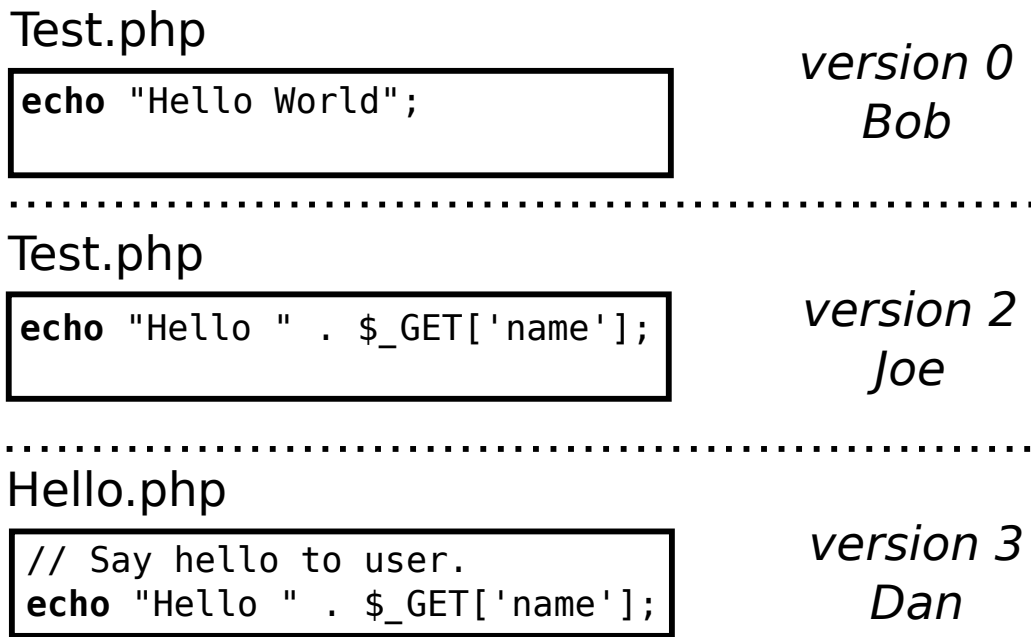 Test.php
echo "Hello World";
version 0
Bob
Test.php
echo "Hello " . $_GET['name'];
version 2
Joe
Hello.php
// Say hello to user.
echo "Hello " . $_GET['name'];
version 3
Dan